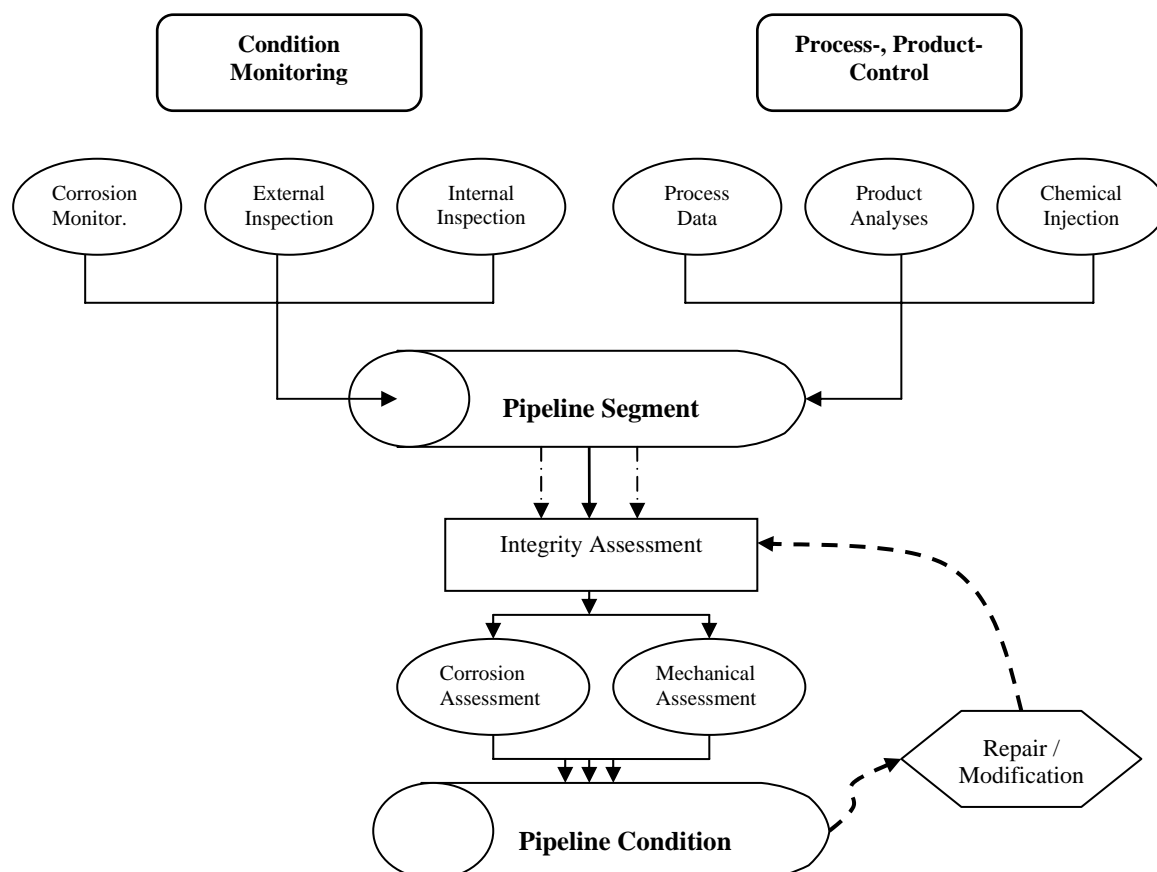 Condition
Monitoring
Process-, Product-
Control
Corrosion
Monitor.
External
Inspection
Internal
Inspection
Process
Data
Product
Analyses
Chemical
Injection
Pipeline Segment
Integrity Assessment
Corrosion
Assessment
Mechanical
Assessment
Repair /
Modification
Pipeline Condition